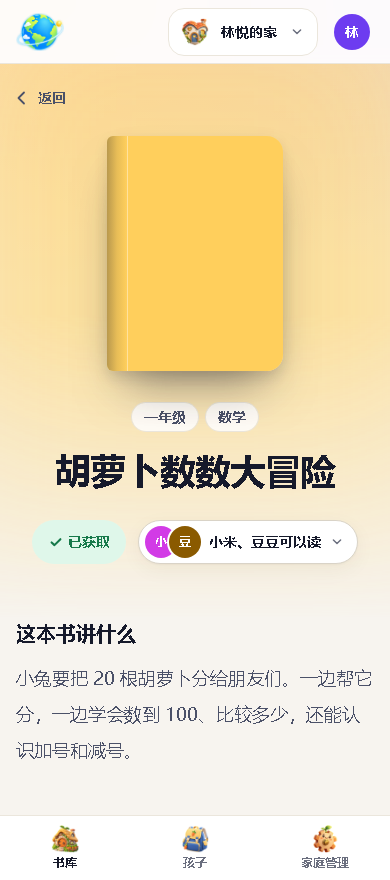 林悦的家
林
返回
一年级
数学
胡萝卜数数大冒险
已获取
小
豆
小米、豆豆可以读
这本书讲什么
小兔要把 20 根胡萝卜分给朋友们。一边帮它
分，一边学会数到 100、比较多少，还能认
识加号和减号。
书库
孩子
家庭管理